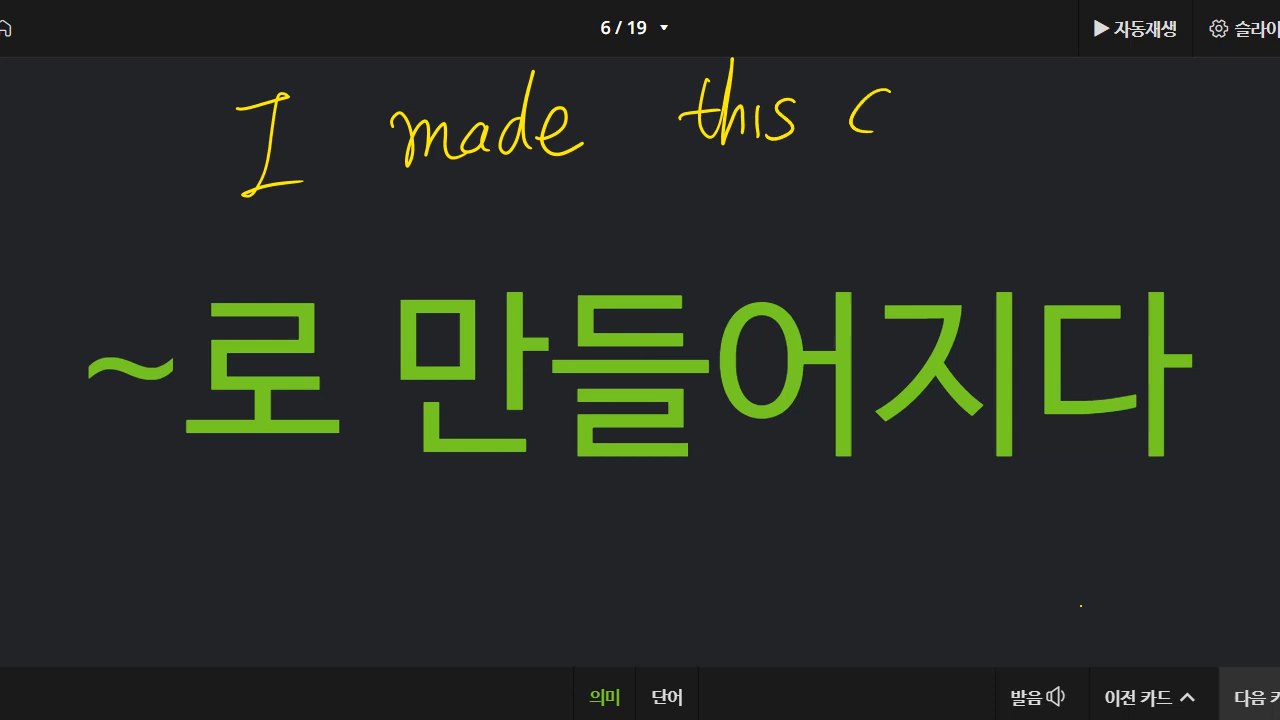 6 / 19
자동재생
슬라이
I made this c
~로 만들어지다
의미
단어
발음
이전 카드
다음 카